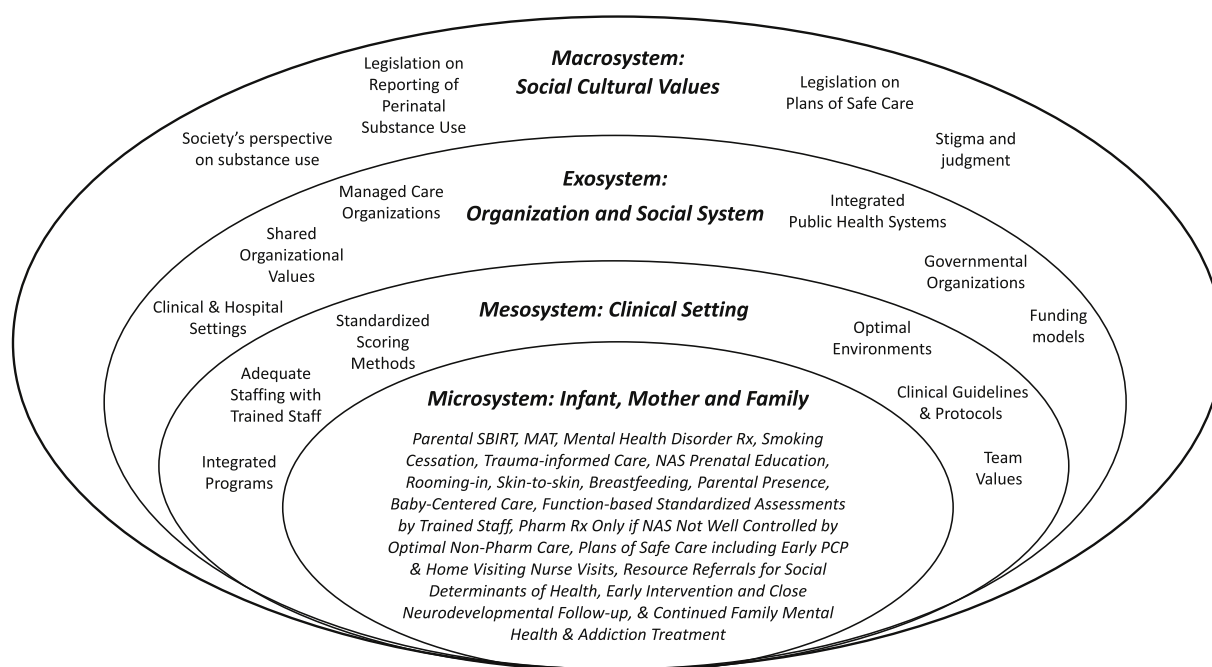 Macrosystem:
Social Cultural Values
Legislation on
Reporting of
Perinatal
Substance Use
Legislation on
Plans of Safe Care
Society’s perspective
on substance use
Stigma and
judgment
Exosystem:
Organization and Social System
Managed Care
Organizations
Integrated
Public Health Systems
Shared
Organizational
Values
Governmental
Organizations
Clinical & Hospital
Settings
Funding
models
Mesosystem: Clinical Setting
Standardized
Scoring
Methods
Optimal
Environments
Adequate
Staffing with
Trained Staff
Clinical Guidelines
& Protocols
Integrated
Programs
Team
Values
Microsystem: Infant, Mother and Family
Parental SBIRT, MAT, Mental Health Disorder Rx, Smoking
Cessation, Trauma-informed Care, NAS Prenatal Education,
Rooming-in, Skin-to-skin, Breastfeeding, Parental Presence,
Baby-Centered Care, Function-based Standardized Assessments
by Trained Staff, Pharm Rx Only if NAS Not Well Controlled by
Optimal Non-Pharm Care, Plans of Safe Care including Early PCP
& Home Visiting Nurse Visits, Resource Referrals for Social
Determinants of Health, Early Intervention and Close
Neurodevelopmental Follow-up, & Continued Family Mental
Health & Addiction Treatment